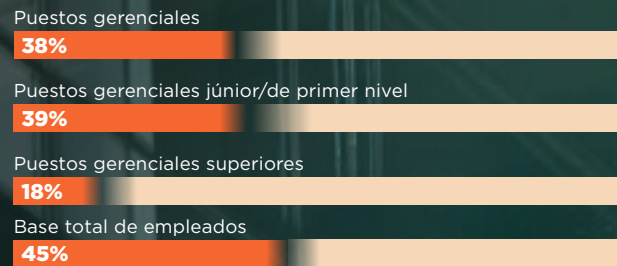 Puestos gerenciales
38%
Puestos gerenciales júnior/de primer nivel
39%
Puestos gerenciales superiores
18%
Base total de empleados
45%